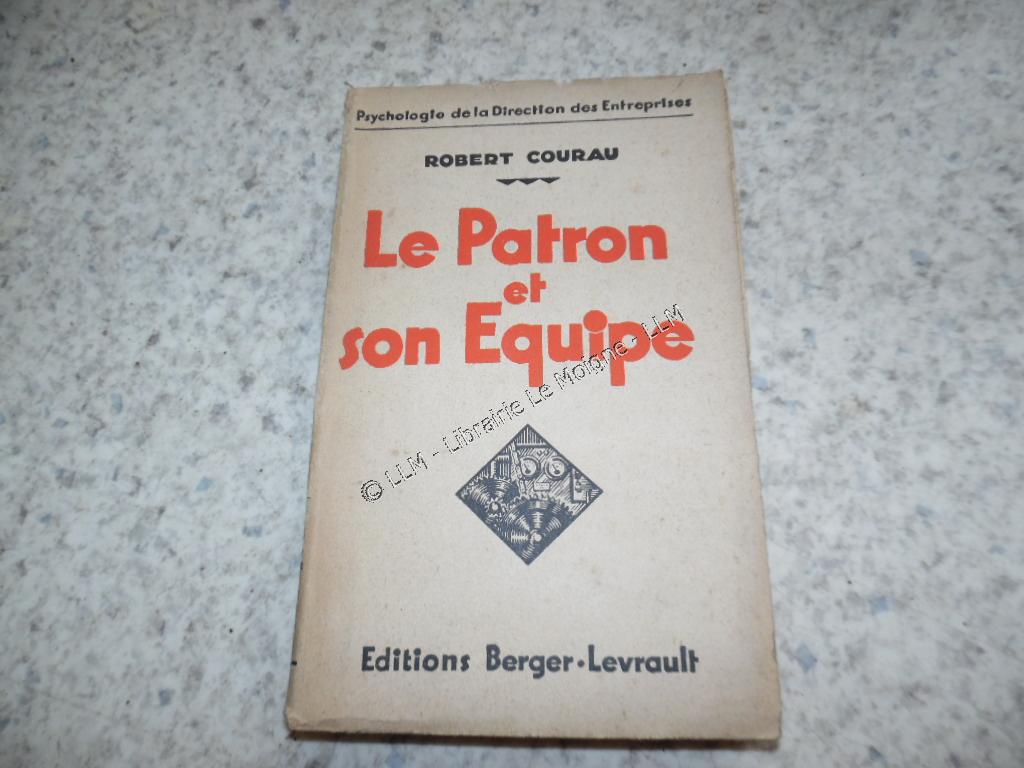 Psychologie de la Direction des Entreprises
ROBERT COURAU
Le Patron
et
son Equipe
© LLM - Librairie Le Moigne - LLM
Editions Berger-Levrault